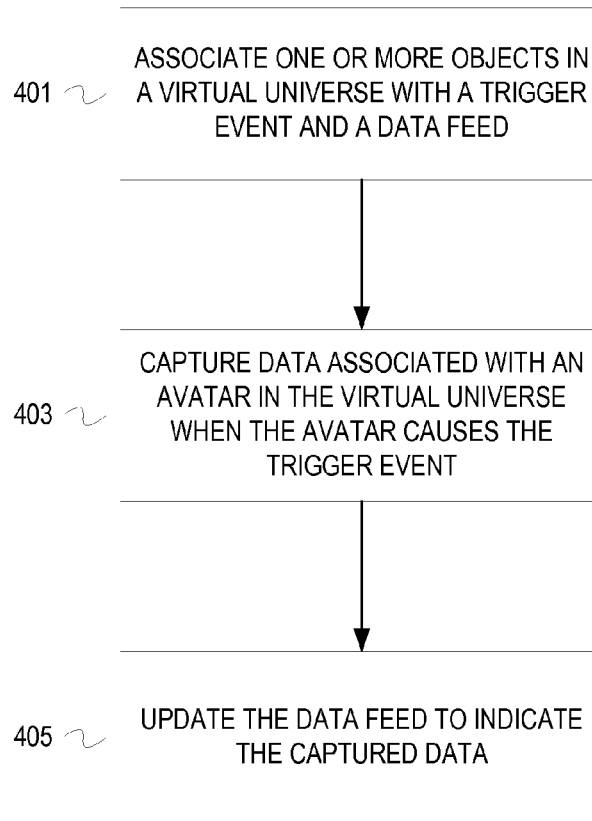 401
ASSOCIATE ONE OR MORE OBJECTS IN
A VIRTUAL UNIVERSE WITH A TRIGGER
EVENT AND A DATA FEED
403
CAPTURE DATA ASSOCIATED WITH AN
AVATAR IN THE VIRTUAL UNIVERSE
WHEN THE AVATAR CAUSES THE
TRIGGER EVENT
405
UPDATE THE DATA FEED TO INDICATE
THE CAPTURED DATA